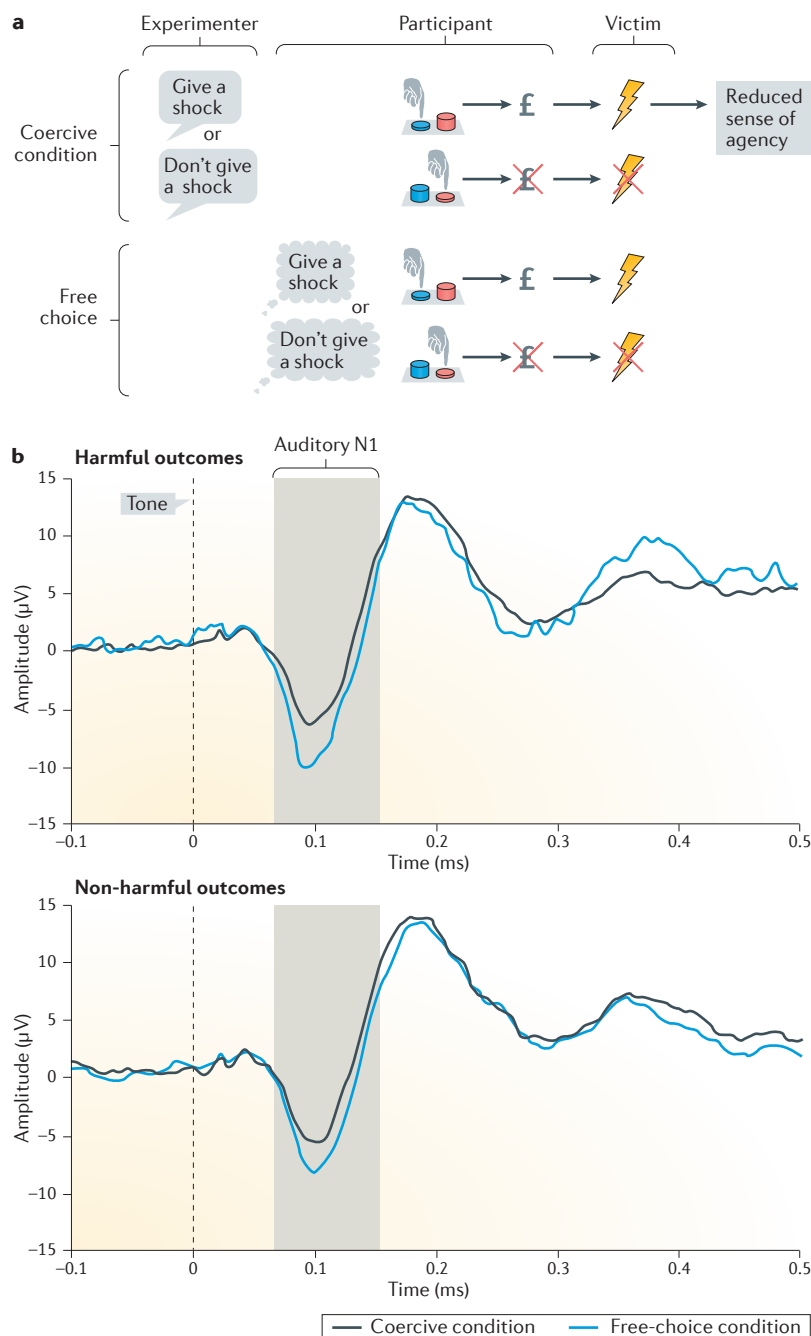 a
Experimenter
Participant
Victim
Coercive
condition
Give a
shock
or
Don't give
a shock
£
Reduced
sense of
agency
£
Free
choice
Give a
shock
or
Don't give
a shock
£
£
b
Harmful outcomes
Auditory N1
Tone
Amplitude (µV)
15
10
5
0
−5
−10
−15
−0.1 0 0.1 0.2 0.3 0.4 0.5
Time (ms)
Non-harmful outcomes
Amplitude (µV)
15
10
5
0
−5
−10
−15
−0.1 0 0.1 0.2 0.3 0.4 0.5
Time (ms)
Coercive condition Free-choice condition